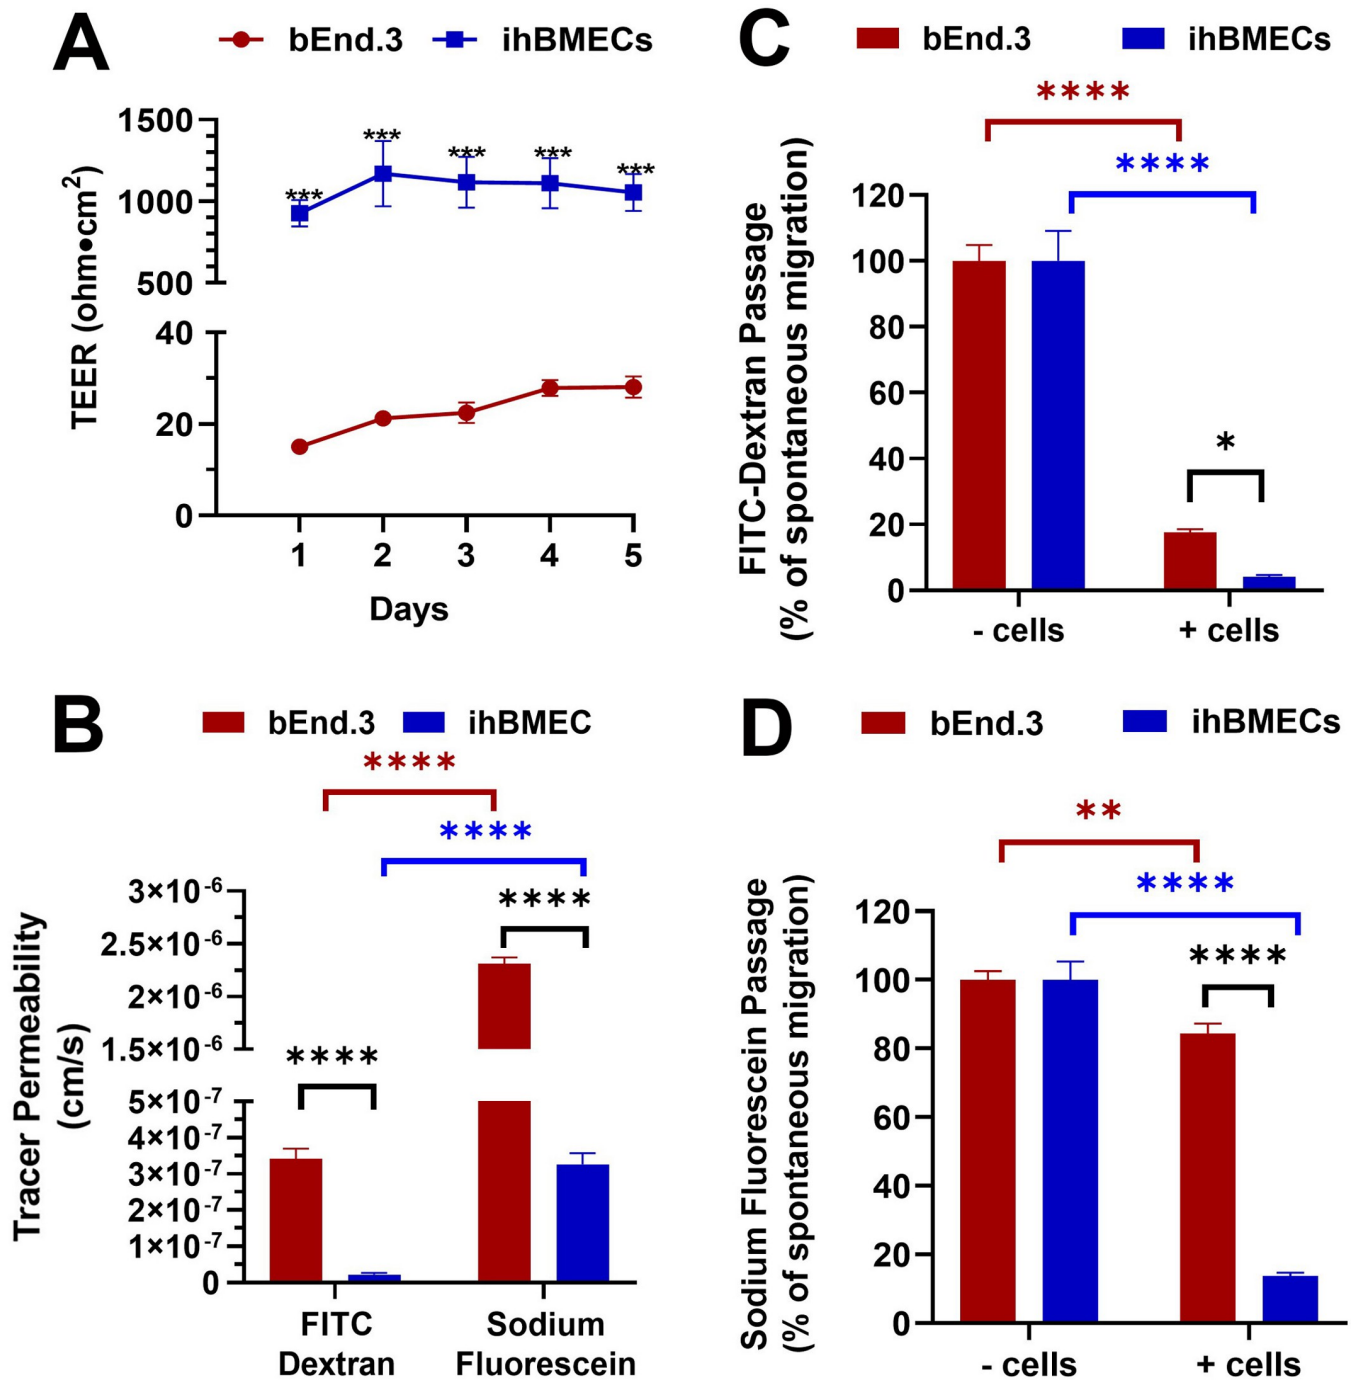 A
bEnd.3
ihBMECs
TEER (ohm•cm²)
1500
1000
500
40
20
0
***
***
***
***
***
1
2
3
4
5
Days
B
bEnd.3
ihBMEC
****
****
****
****
Tracer Permeability
(cm/s)
3×10⁻⁶
2.5×10⁻⁶
2×10⁻⁶
1.5×10⁻⁶
5×10⁻⁷
4×10⁻⁷
3×10⁻⁷
2×10⁻⁷
1×10⁻⁷
0
FITC
Dextran
Sodium
Fluorescein
C
bEnd.3
ihBMECs
****
****
*
FITC-Dextran Passage
(% of spontaneous migration)
120
100
80
60
40
20
0
- cells
+ cells
D
bEnd.3
ihBMECs
**
****
****
Sodium Fluorescein Passage
(% of spontaneous migration)
120
100
80
60
40
20
0
- cells
+ cells